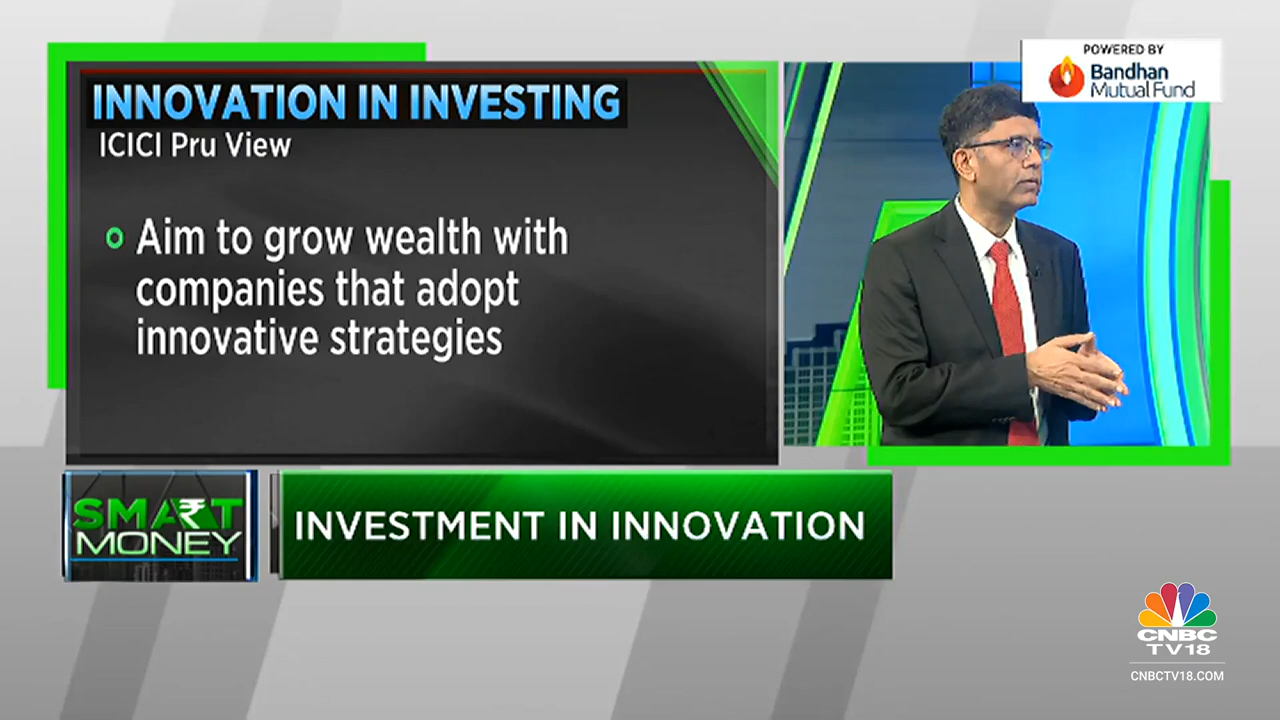 POWERED BY
Bandhan
Mutual Fund
INNOVATION IN INVESTING
ICICI Pru View
Aim to grow wealth with
companies that adopt
innovative strategies
SMART
MONEY
INVESTMENT IN INNOVATION
CNBC
TV18
CNBCTV18.COM